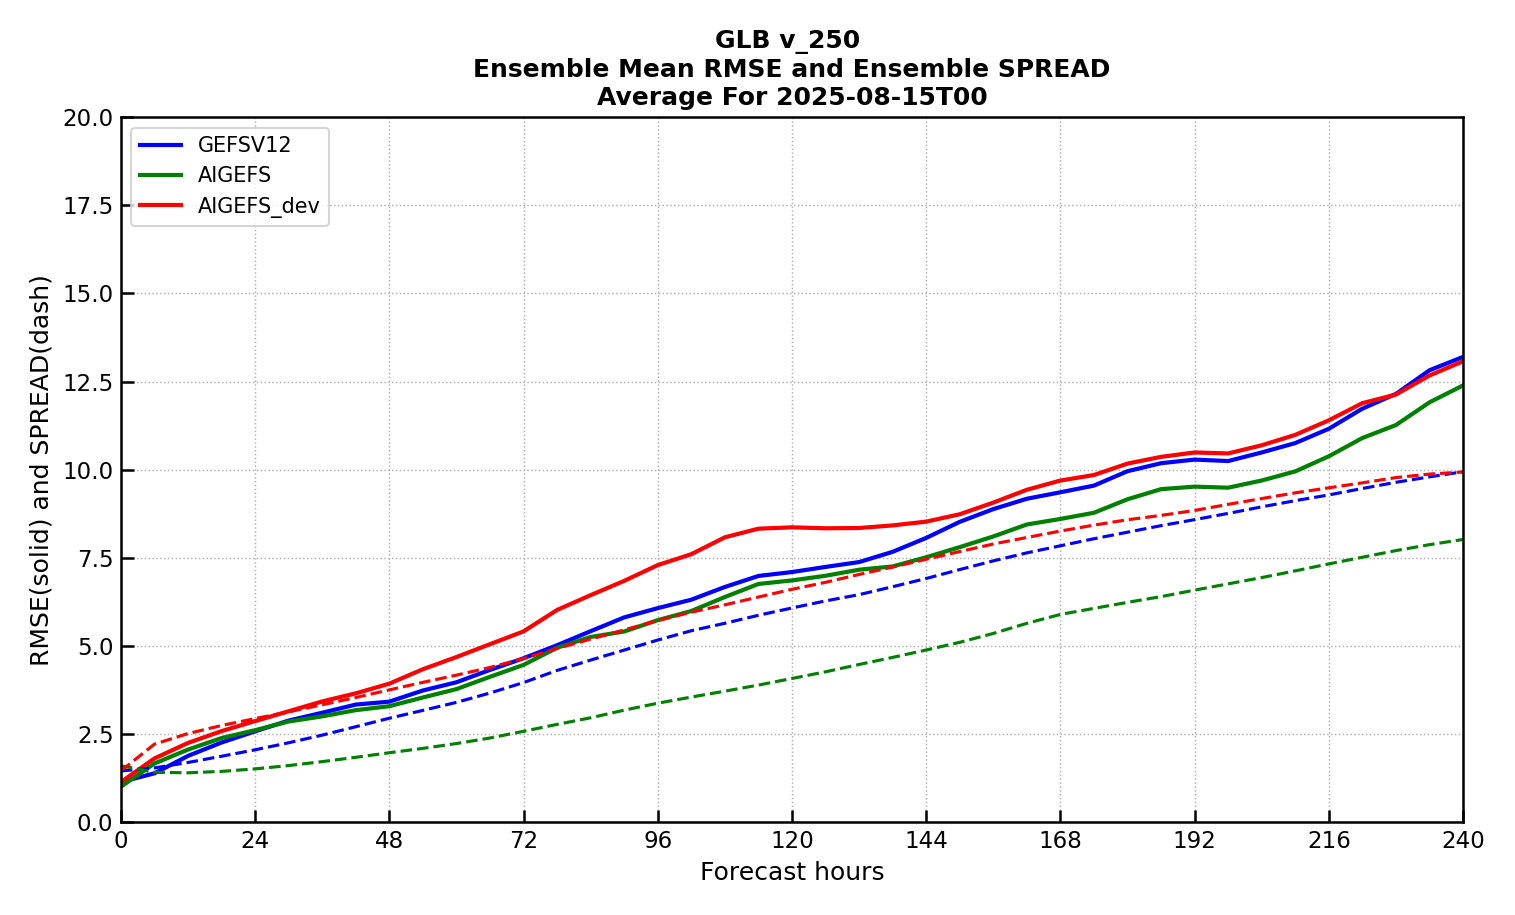 GLB v_250
Ensemble Mean RMSE and Ensemble SPREAD
Average For 2025-08-15T00
20.0
17.5
15.0
12.5
10.0
7.5
5.0
2.5
0.0
RMSE(solid) and SPREAD(dash)
GEFSV12
AIGEFS
AIGEFS_dev
0 24 48 72 96 120 144 168 192 216 240
Forecast hours